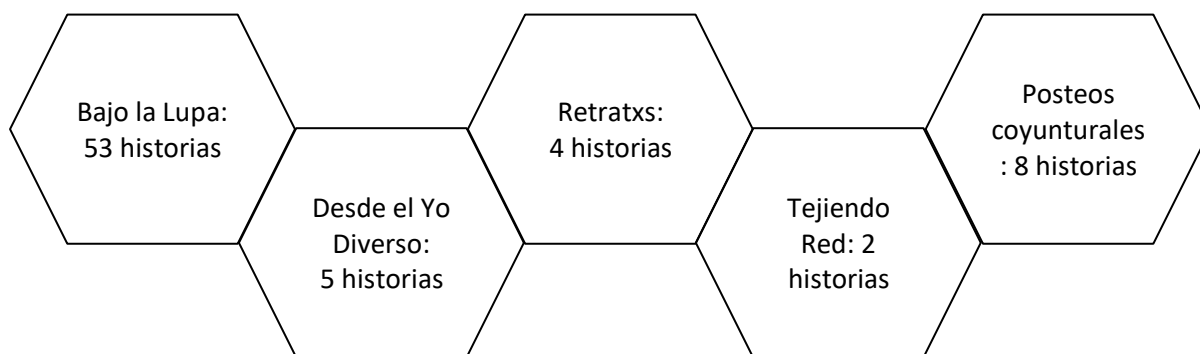 Bajo la Lupa:
53 historias
Desde el Yo
Diverso:
5 historias
Retratxs:
4 historias
Tejiendo
Red: 2
historias
Posteos
coyunturales
: 8 historias